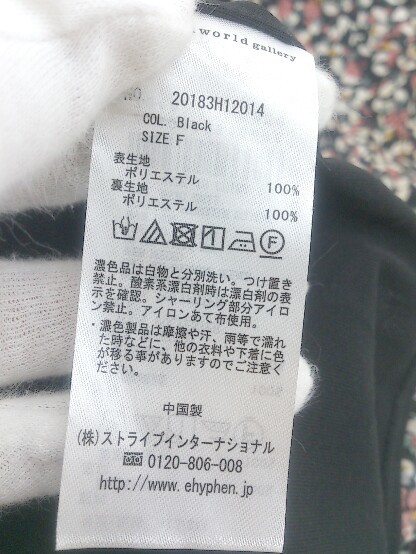 world gallery
NO. 20183H12014
COL. Black
SIZE F
表生地
ポリエステル 100%
裏生地
ポリエステル 100%
濃色品は白物と分別洗い。つけ置き
禁止。酸素系漂白剤時は漂白剤の表
示を確認。シャーリング部分アイロ
ン禁止。アイロンあて布使用。
・濃色製品は摩擦や汗、雨等で濡れ
た時などに、他の衣料や下着に色
が移る事がありますのでご注意く
ださい。
中国製
(株)ストライプインターナショナル
0120-806-008
http://www.ehyphen.jp